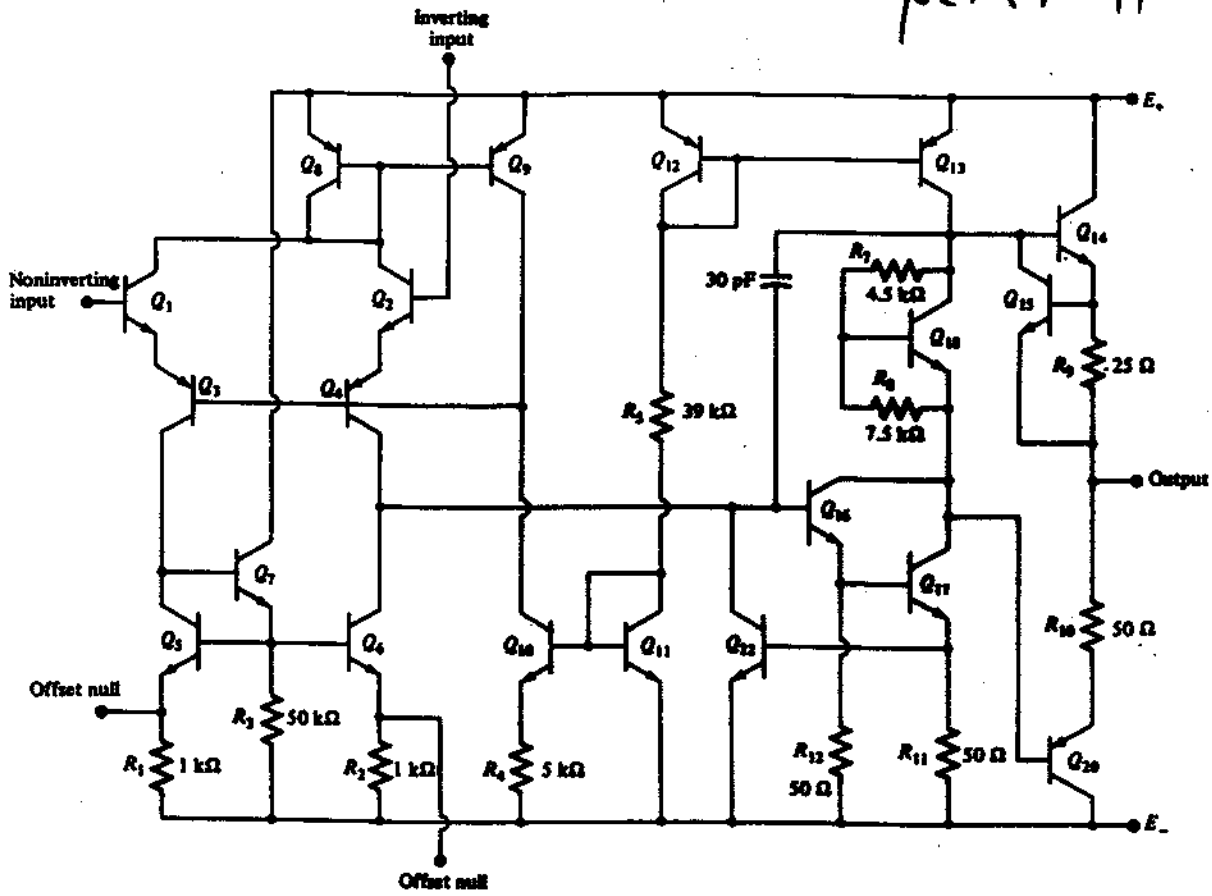 inverting
input
E₊
Q₈
Q₉
Q₁₂
Q₁₃
Q₁₄
Noninverting
input
Q₁
Q₂
30 pF
R₇
4.5 kΩ
Q₁₅
Q₁₈
R₉
25 Ω
Q₃
R₅
39 kΩ
R₈
7.5 kΩ
Output
Q₁₆
Q₇
Q₁₇
Q₅
Q₁₀
Q₁₁
Q₂₂
R₁₀
50 Ω
Offset null
R₃
50 kΩ
R₁
1 kΩ
R₂
1 kΩ
R₄
5 kΩ
R₁₂
50 Ω
R₁₁
50 Ω
Q₂₀
E₋
Offset null